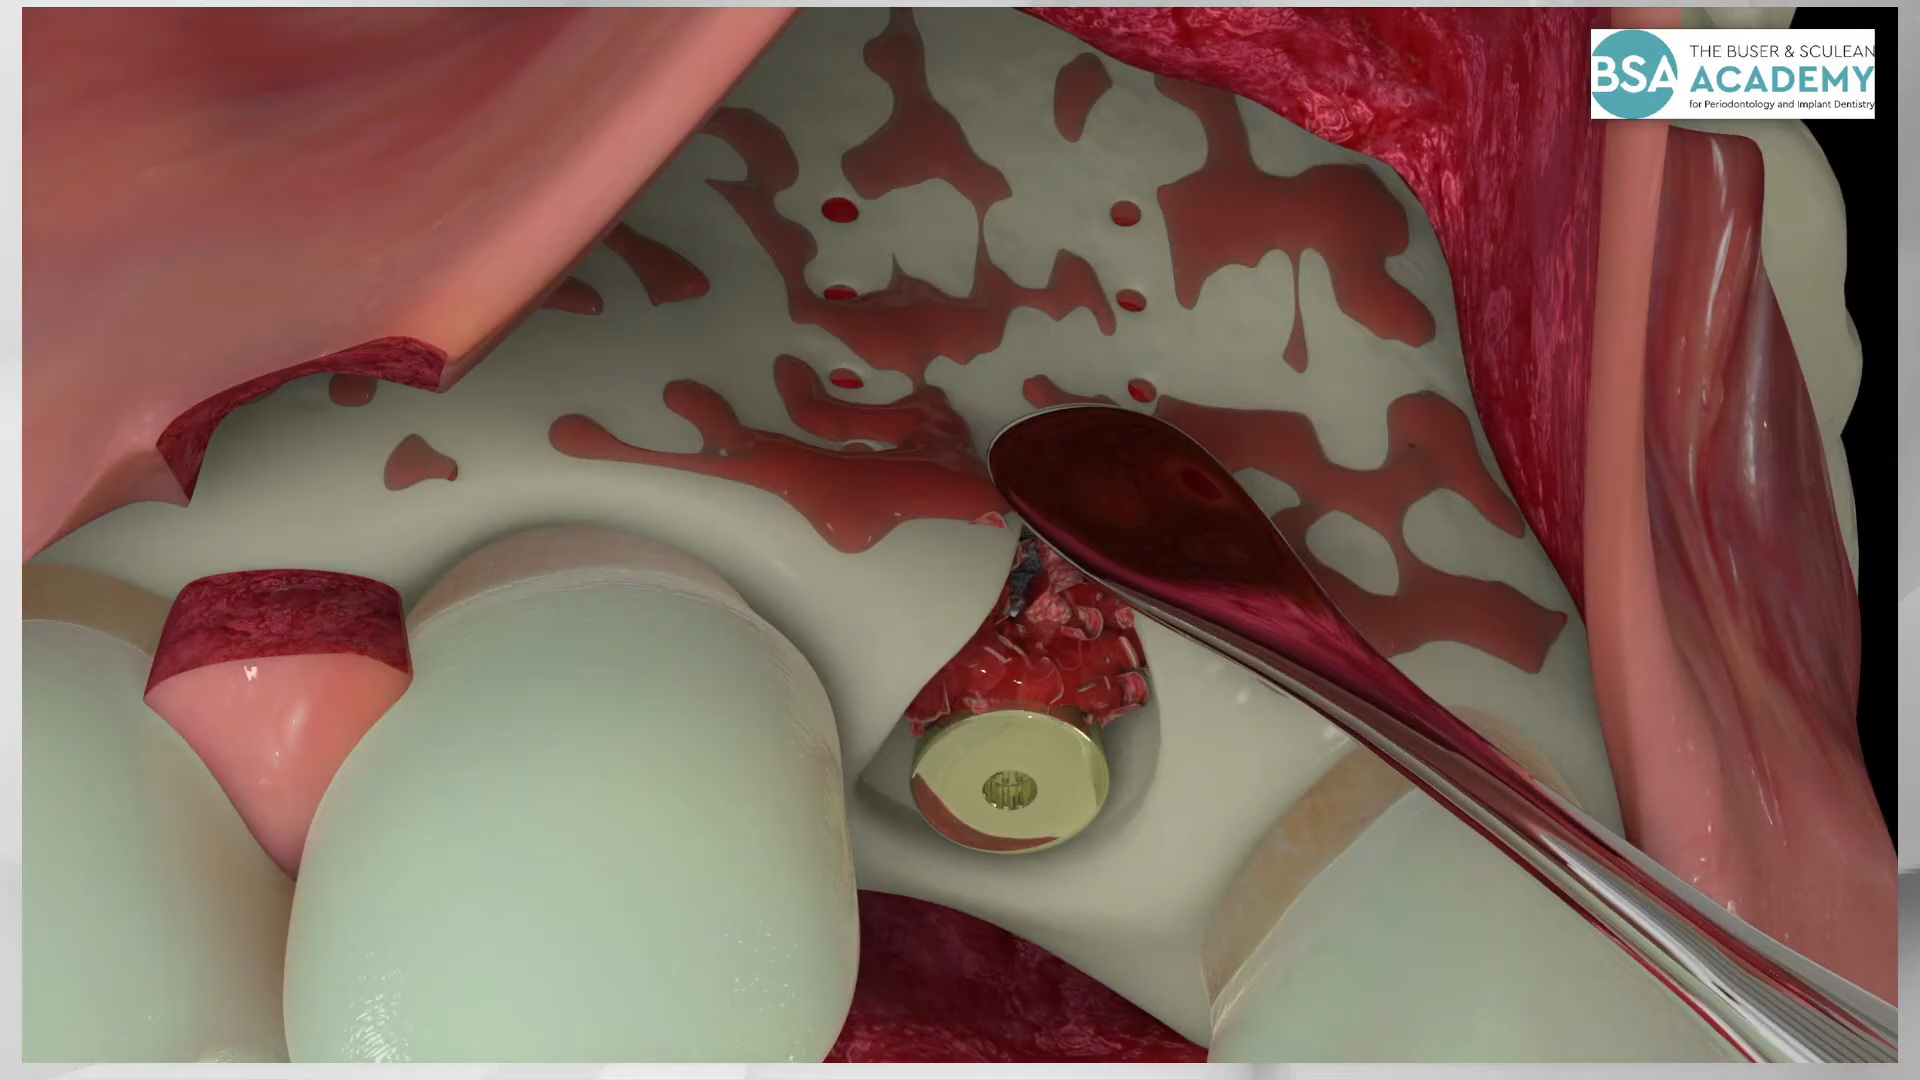 BSA
THE BUSER & SCULEAN
ACADEMY
for Periodontology and Implant Dentistry